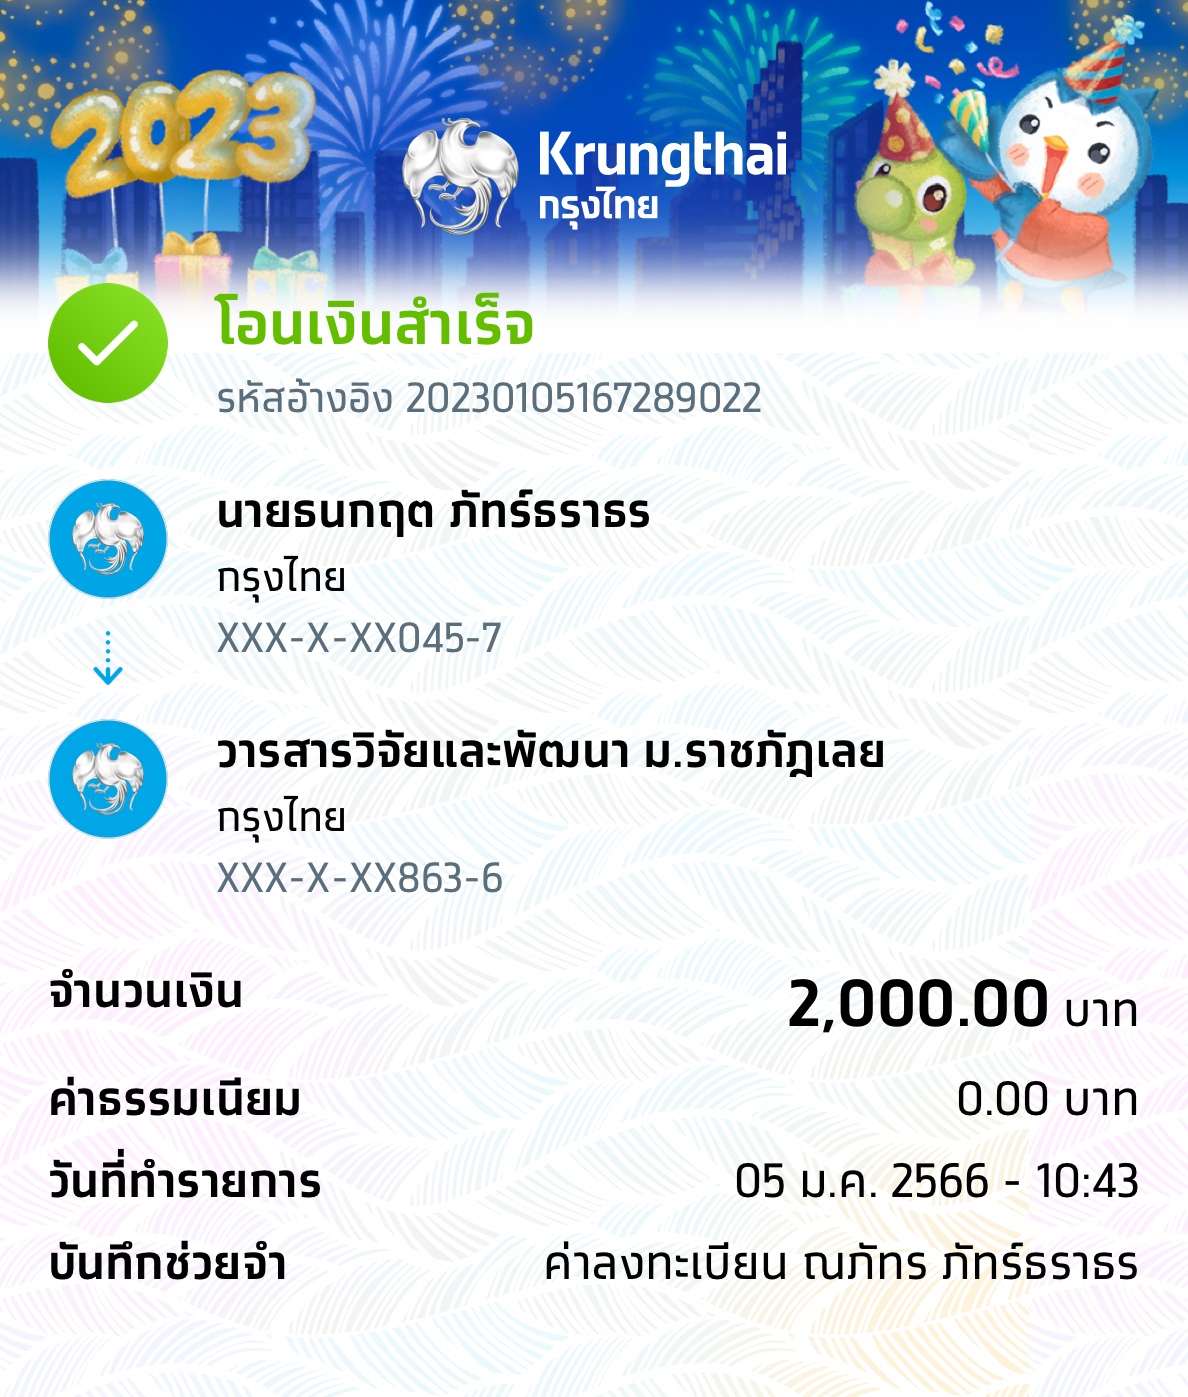 2023
Krungthai
กรุงไทย
โอนเงินสำเร็จ
รหัสอ้างอิง 20230105167289022
นายธนกฤต ภัทร์ธราธร
กรุงไทย
XXX-X-XX045-7
วารสารวิจัยและพัฒนา ม.ราชภัฎเลย
กรุงไทย
XXX-X-XX863-6
จำนวนเงิน 2,000.00 บาท
ค่าธรรมเนียม 0.00 บาท
วันที่ทำรายการ 05 ม.ค. 2566 - 10:43
บันทึกช่วยจำ ค่าลงทะเบียน ณภัทร ภัทร์ธราธร